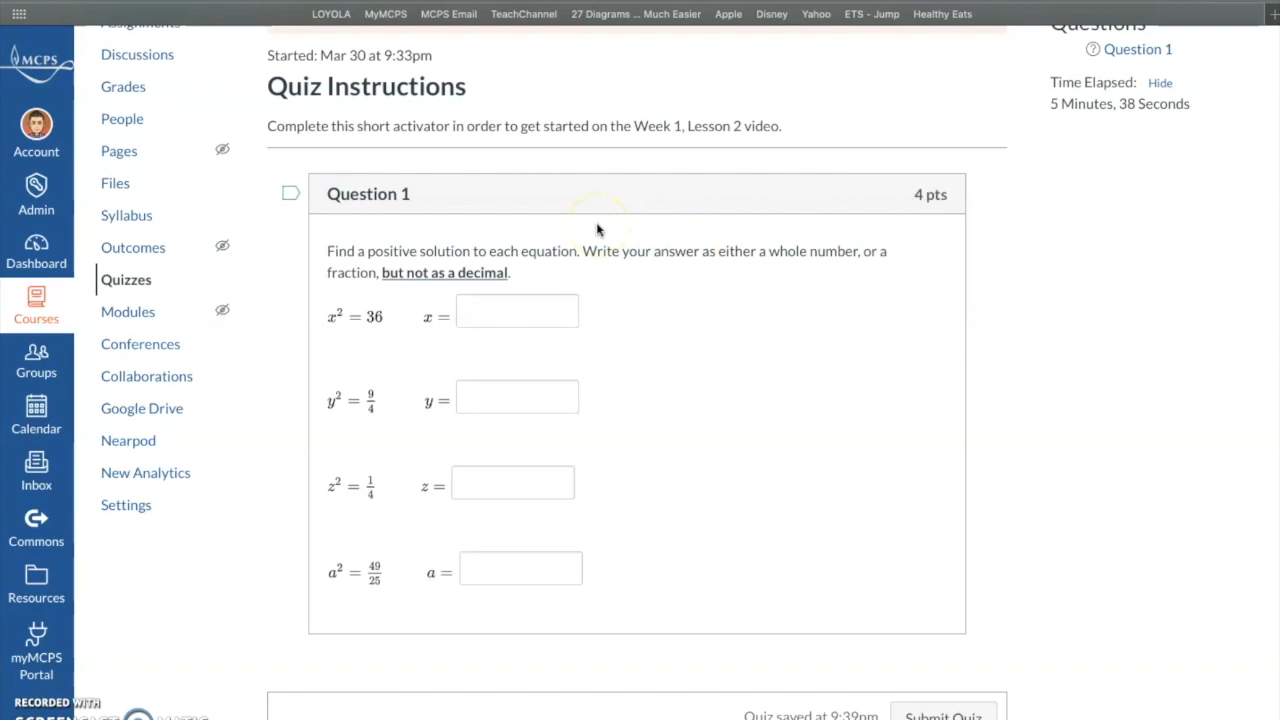 LOYOLA MyMCPS MCPS Email TeachChannel 27 Diagrams ... Much Easier Apple Disney Yahoo ETS - Jump Healthy Eats
MCPS
Account
Admin
Dashboard
Courses
Groups
Calendar
Inbox
Commons
Resources
myMCPS
Portal
RECORDED WITH
Assignments
Discussions
Grades
People
Pages
Files
Syllabus
Outcomes
Quizzes
Modules
Conferences
Collaborations
Google Drive
Nearpod
New Analytics
Settings
Started: Mar 30 at 9:33pm
Quiz Instructions
Complete this short activator in order to get started on the Week 1, Lesson 2 video.
Question 1 4 pts
Find a positive solution to each equation. Write your answer as either a whole number, or a
fraction, but not as a decimal.
x² = 36 x =
y² = 9/4 y =
z² = 1/4 z =
a² = 49/25 a =
Quiz saved at 9:39pm Submit Quiz
Questions
Question 1
Time Elapsed: Hide
5 Minutes, 38 Seconds